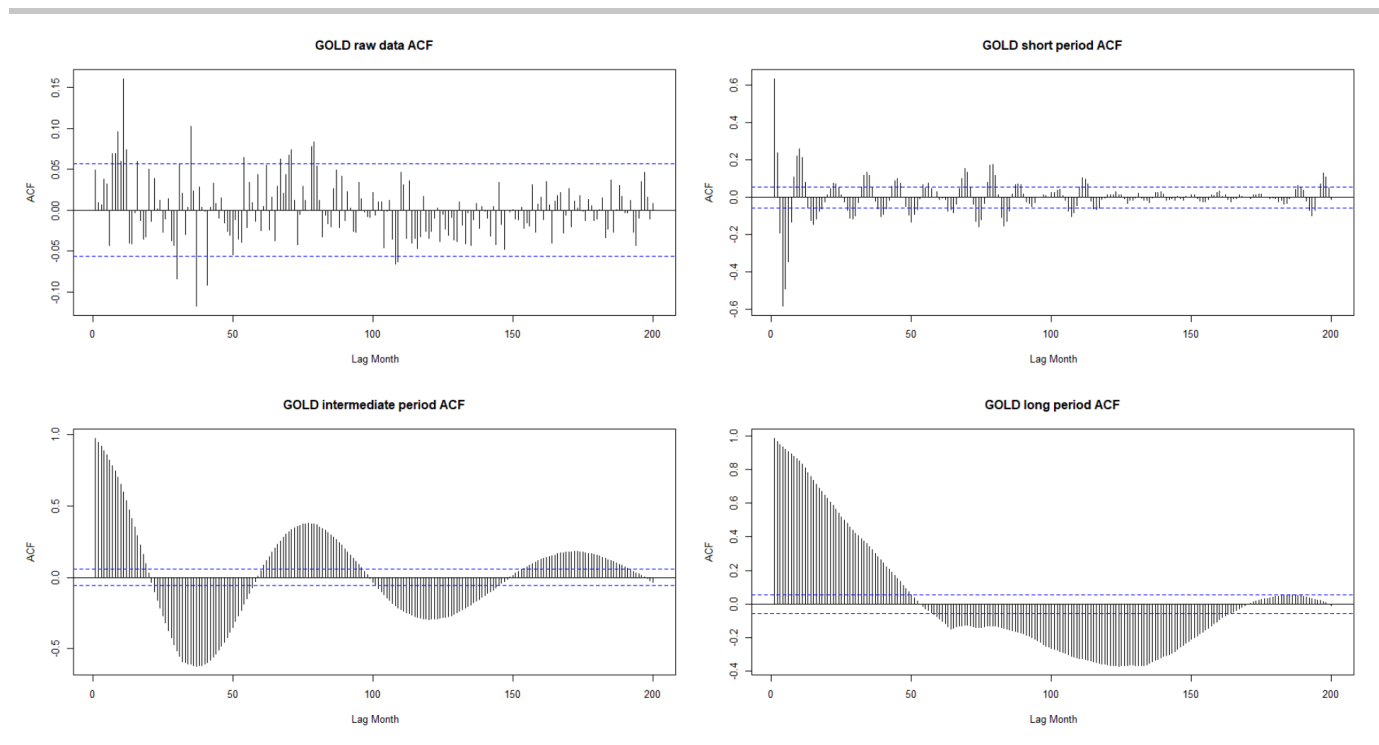 GOLD raw data ACF
ACF
0.15
0.10
0.05
0.00
-0.05
-0.10
0 50 100 150 200
Lag Month
GOLD short period ACF
ACF
0.6
0.4
0.2
0.0
-0.2
-0.4
-0.6
0 50 100 150 200
Lag Month
GOLD intermediate period ACF
ACF
1.0
0.5
0.0
-0.5
0 50 100 150 200
Lag Month
GOLD long period ACF
ACF
1.0
0.8
0.6
0.4
0.2
0.0
-0.2
-0.4
0 50 100 150 200
Lag Month